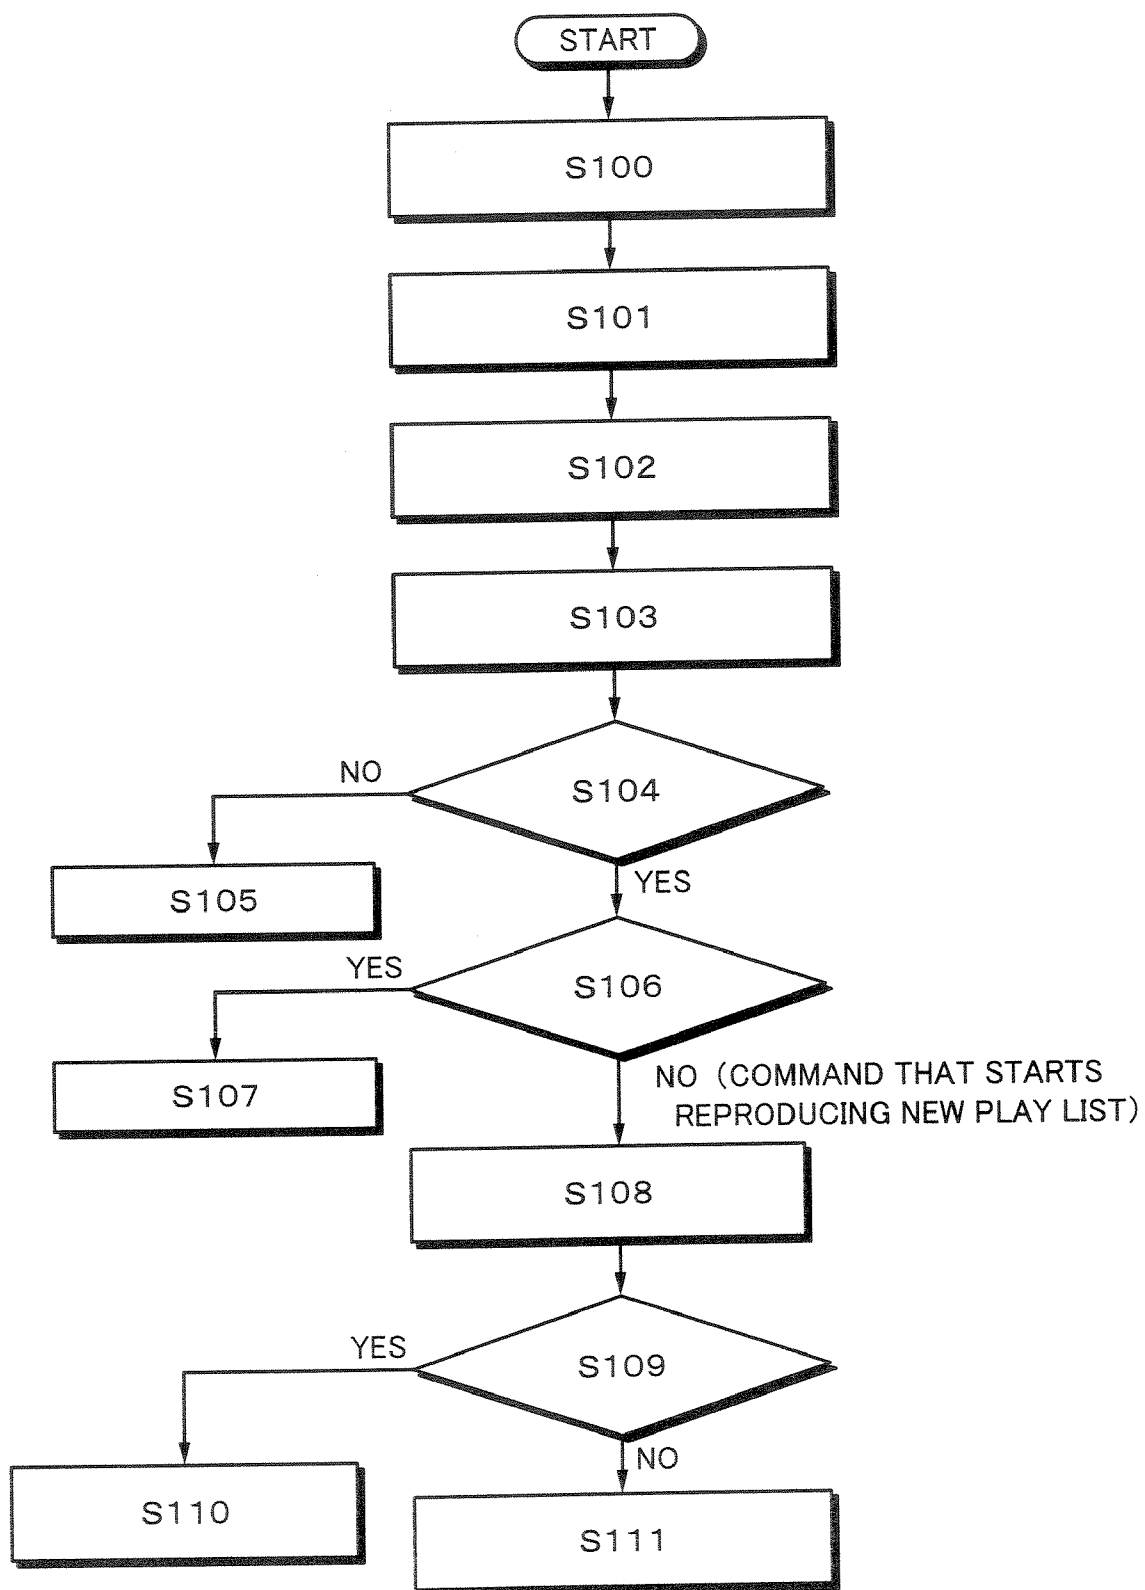 START
S100
S101
S102
S103
S104
NO
YES
S105
S106
YES
NO (COMMAND THAT STARTS
REPRODUCING NEW PLAY LIST)
S107
S108
S109
YES
NO
S110
S111